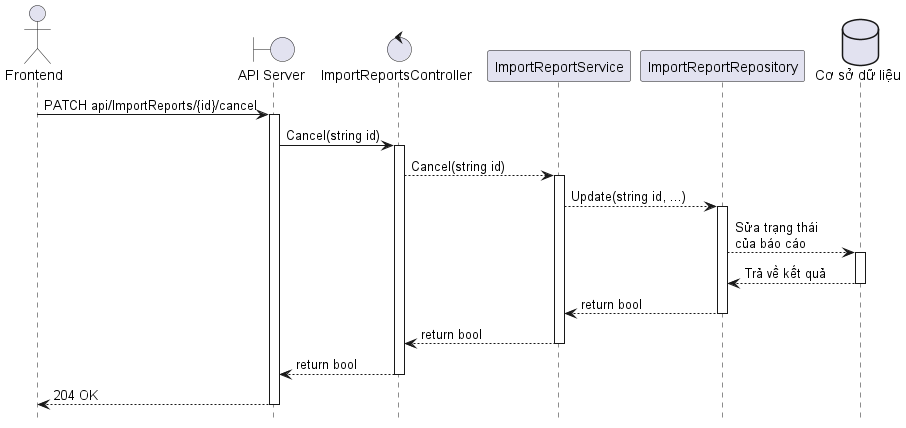 Frontend
API Server
ImportReportsController
ImportReportService
ImportReportRepository
Cơ sở dữ liệu
PATCH api/ImportReports/{id}/cancel
Cancel(string id)
Cancel(string id)
Update(string id, ...)
Sửa trạng thái
của báo cáo
Trả về kết quả
return bool
return bool
return bool
204 OK